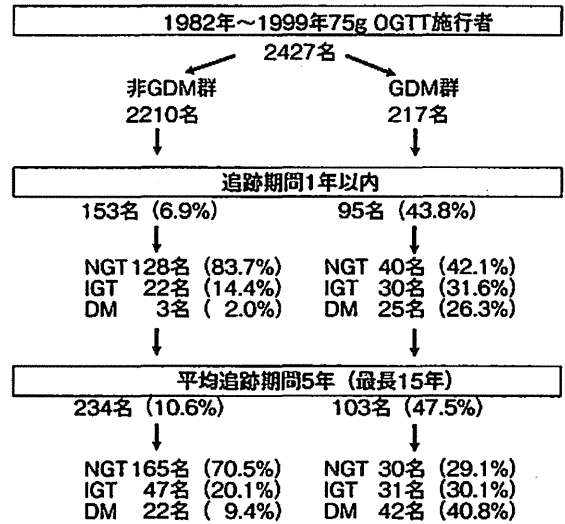 1982年～1999年75g OGTT施行者
2427名
非GDM群 GDM群
2210名 217名
追跡期間1年以内
153名 (6.9%) 95名 (43.8%)
NGT 128名 (83.7%) NGT 40名 (42.1%)
IGT 22名 (14.4%) IGT 30名 (31.6%)
DM 3名 ( 2.0%) DM 25名 (26.3%)
平均追跡期間5年 (最長15年)
234名 (10.6%) 103名 (47.5%)
NGT 165名 (70.5%) NGT 30名 (29.1%)
IGT 47名 (20.1%) IGT 31名 (30.1%)
DM 22名 ( 9.4%) DM 42名 (40.8%)